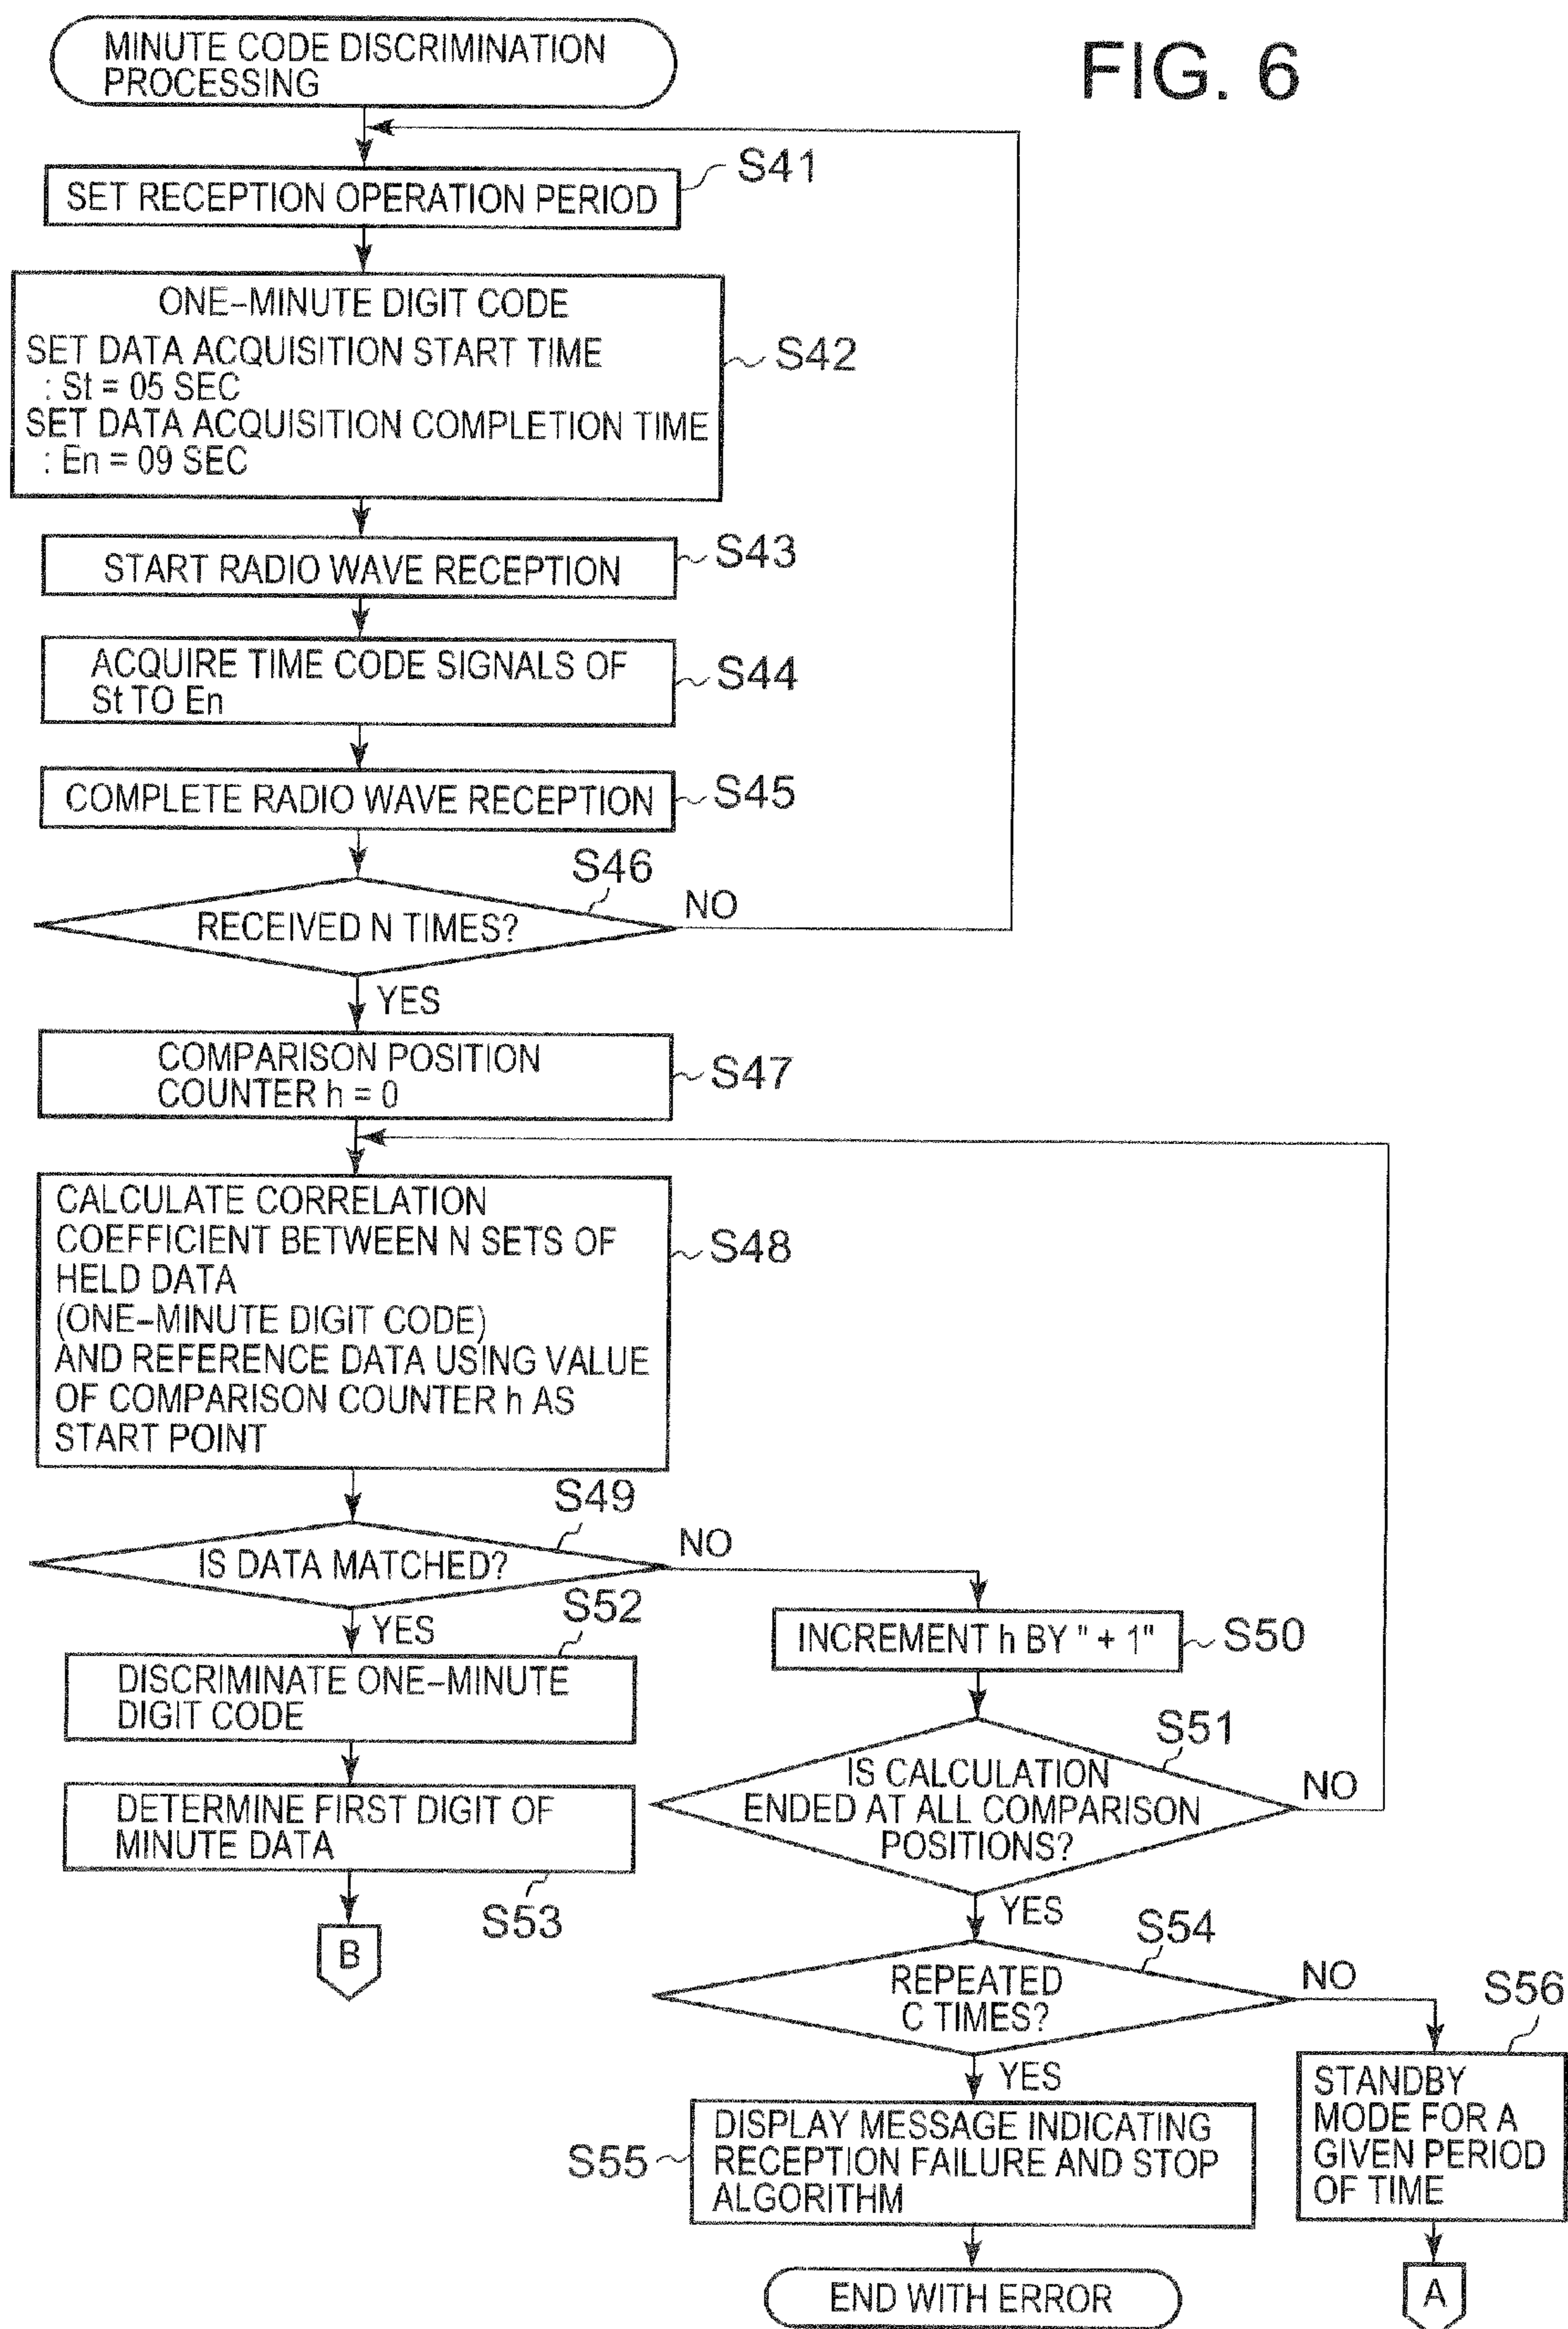 MINUTE CODE DISCRIMINATION
PROCESSING
FIG. 6
S41
SET RECEPTION OPERATION PERIOD
ONE-MINUTE DIGIT CODE
SET DATA ACQUISITION START TIME
: St = 05 SEC
SET DATA ACQUISITION COMPLETION TIME
: En = 09 SEC
S42
START RADIO WAVE RECEPTION
S43
ACQUIRE TIME CODE SIGNALS OF
St TO En
S44
COMPLETE RADIO WAVE RECEPTION
S45
S46
RECEIVED N TIMES?
NO
YES
COMPARISON POSITION
COUNTER h = 0
S47
CALCULATE CORRELATION
COEFFICIENT BETWEEN N SETS OF
HELD DATA
(ONE-MINUTE DIGIT CODE)
AND REFERENCE DATA USING VALUE
OF COMPARISON COUNTER h AS
START POINT
S48
S49
IS DATA MATCHED?
NO
YES
S52
DISCRIMINATE ONE-MINUTE
DIGIT CODE
DETERMINE FIRST DIGIT OF
MINUTE DATA
S53
B
INCREMENT h BY " + 1"
S50
S51
IS CALCULATION
ENDED AT ALL COMPARISON
POSITIONS?
NO
YES
S54
REPEATED
C TIMES?
NO
YES
S56
STANDBY
MODE FOR A
GIVEN PERIOD
OF TIME
A
S55
DISPLAY MESSAGE INDICATING
RECEPTION FAILURE AND STOP
ALGORITHM
END WITH ERROR